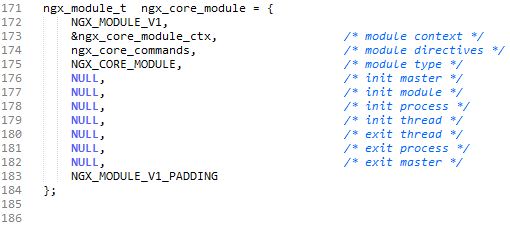 171 ngx_module_t  ngx_core_module = {
172     NGX_MODULE_V1,
173     &ngx_core_module_ctx,                  /* module context */
174     ngx_core_commands,                     /* module directives */
175     NGX_CORE_MODULE,                       /* module type */
176     NULL,                                  /* init master */
177     NULL,                                  /* init module */
178     NULL,                                  /* init process */
179     NULL,                                  /* init thread */
180     NULL,                                  /* exit thread */
181     NULL,                                  /* exit process */
182     NULL,                                  /* exit master */
183     NGX_MODULE_V1_PADDING
184 };
185
186